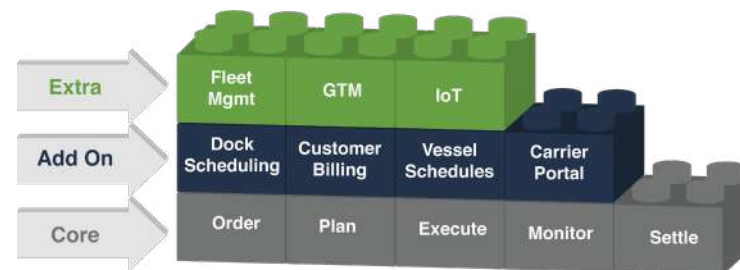 Extra
Fleet
Mgmt
GTM
IoT
Add On
Dock
Scheduling
Customer
Billing
Vessel
Schedules
Carrier
Portal
Core
Order
Plan
Execute
Monitor
Settle